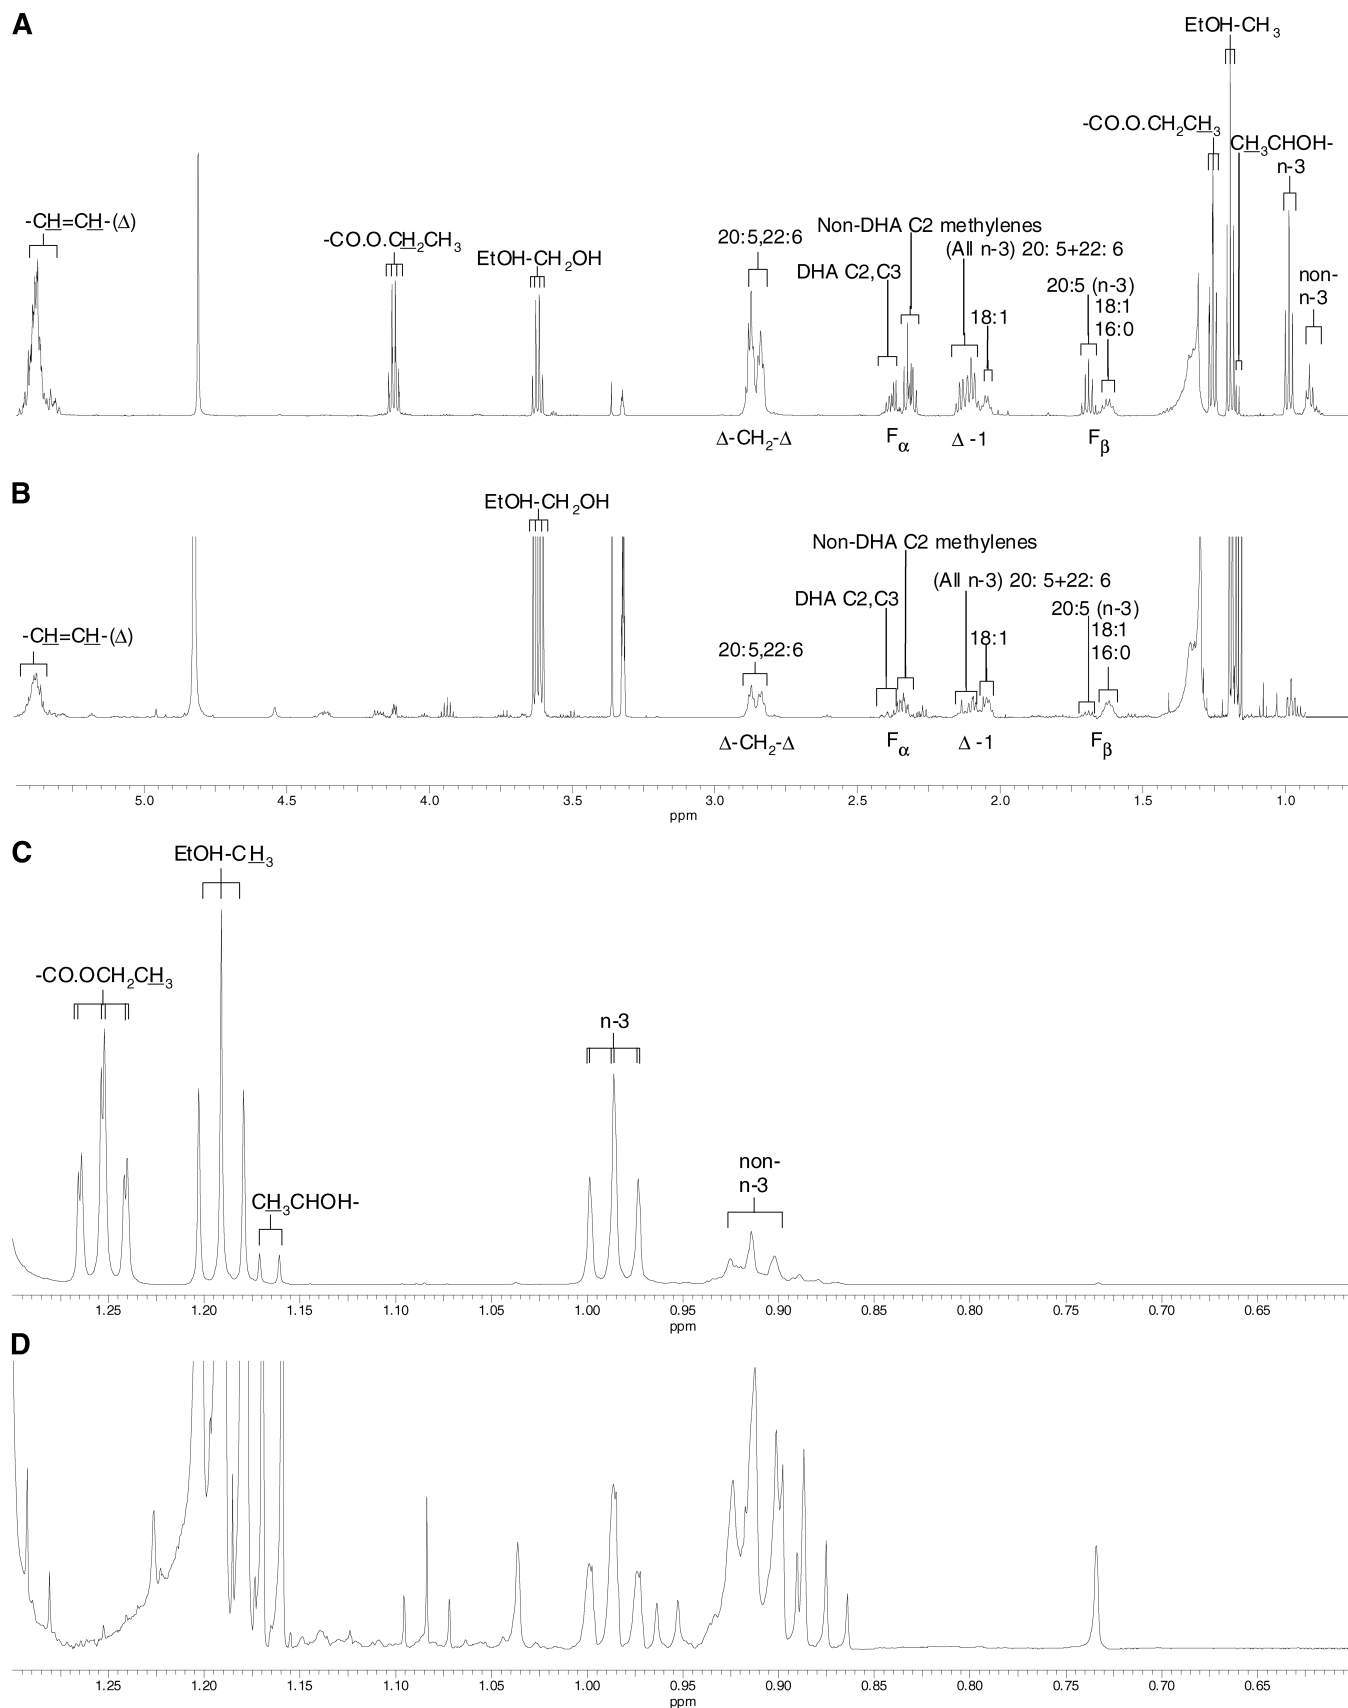 A
EtOH-CH3
-CO.O.CH2CH3
CH3CHOH-
n-3
-CH=CH-(Δ)
-CO.O.CH2CH3
EtOH-CH2OH
20:5,22:6
Non-DHA C2 methylenes
(All n-3) 20: 5+22: 6
DHA C2,C3
18:1
20:5 (n-3)
18:1
16:0
non-
n-3
Δ-CH2-Δ
Fα
Δ -1
Fβ
B
EtOH-CH2OH
Non-DHA C2 methylenes
(All n-3) 20: 5+22: 6
DHA C2,C3
20:5 (n-3)
18:1
16:0
-CH=CH-(Δ)
20:5,22:6
18:1
Δ-CH2-Δ
Fα
Δ -1
Fβ
5.0 4.5 4.0 3.5 3.0 2.5 2.0 1.5 1.0
ppm
C
EtOH-CH3
-CO.OCH2CH3
n-3
non-
n-3
CH3CHOH-
1.25 1.20 1.15 1.10 1.05 1.00 0.95 0.90 0.85 0.80 0.75 0.70 0.65
ppm
D
1.25 1.20 1.15 1.10 1.05 1.00 0.95 0.90 0.85 0.80 0.75 0.70 0.65
ppm